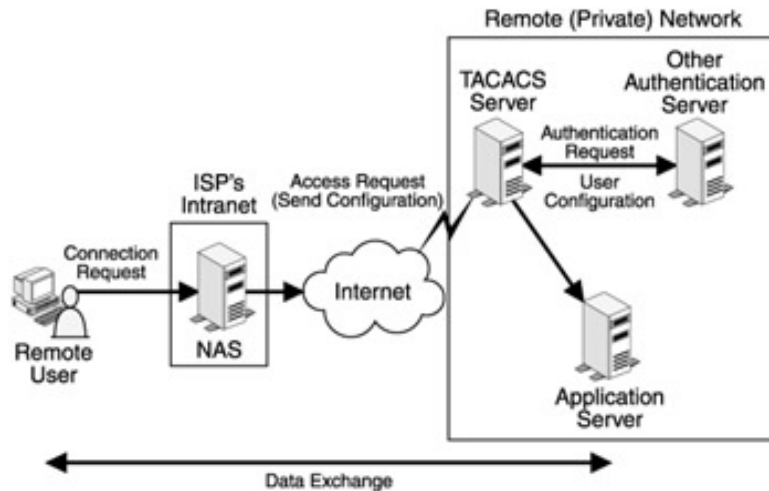 Remote (Private) Network
TACACS
Server
Other
Authentication
Server
Authentication
Request
User
Configuration
ISP's
Intranet
Access Request
(Send Configuration)
Connection
Request
Internet
NAS
Remote
User
Application
Server
Data Exchange